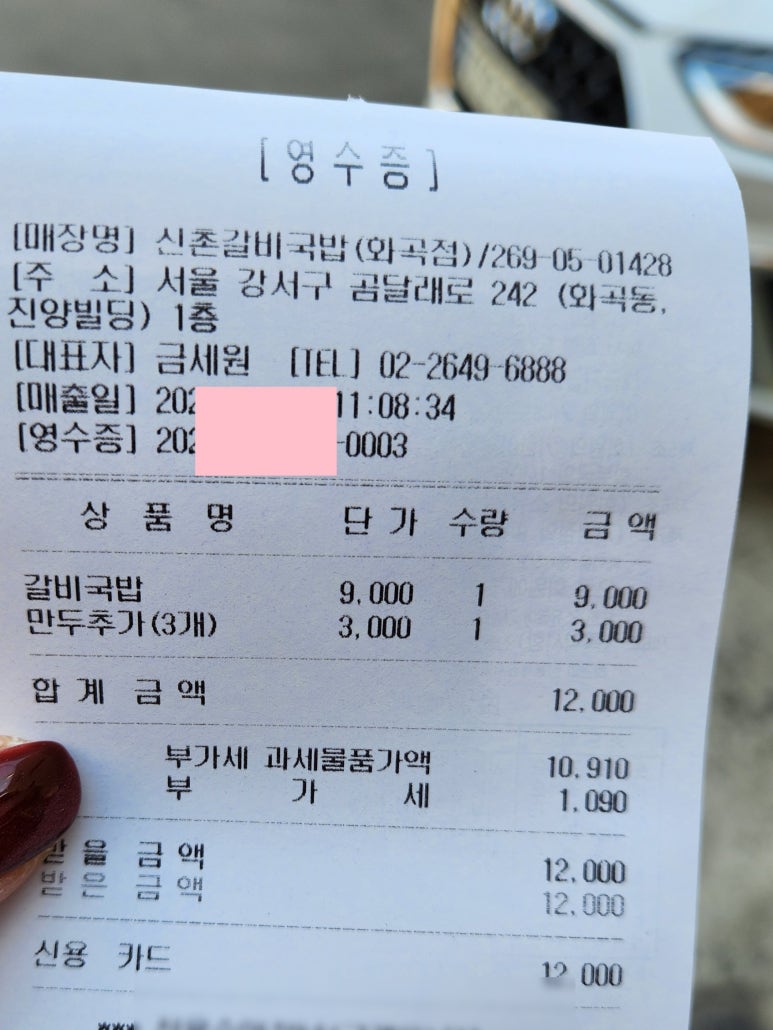 [영수증]
[매장명] 신촌갈비국밥(화곡점)/269-05-01428
[주 소] 서울 강서구 곰달래로 242 (화곡동,
진양빌딩) 1층
[대표자] 금세원 [TEL] 02-2649-6888
[매출일] 202 11:08:34
[영수증] 202 -0003
상 품 명 단 가 수량 금 액
갈비국밥 9,000 1 9,000
만두추가(3개) 3,000 1 3,000
합 계 금 액 12,000
부가세 과세물품가액 10,910
부 가 세 1,090
받을 금 액 12,000
받 은 금 액 12,000
신용 카드 12,000
***